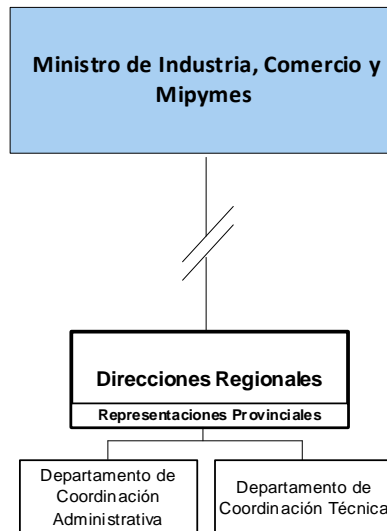 Ministro de Industria, Comercio y
Mipymes
Direcciones Regionales
Representaciones Provinciales
Departamento de
Coordinación
Administrativa
Departamento de
Coordinación Técnica